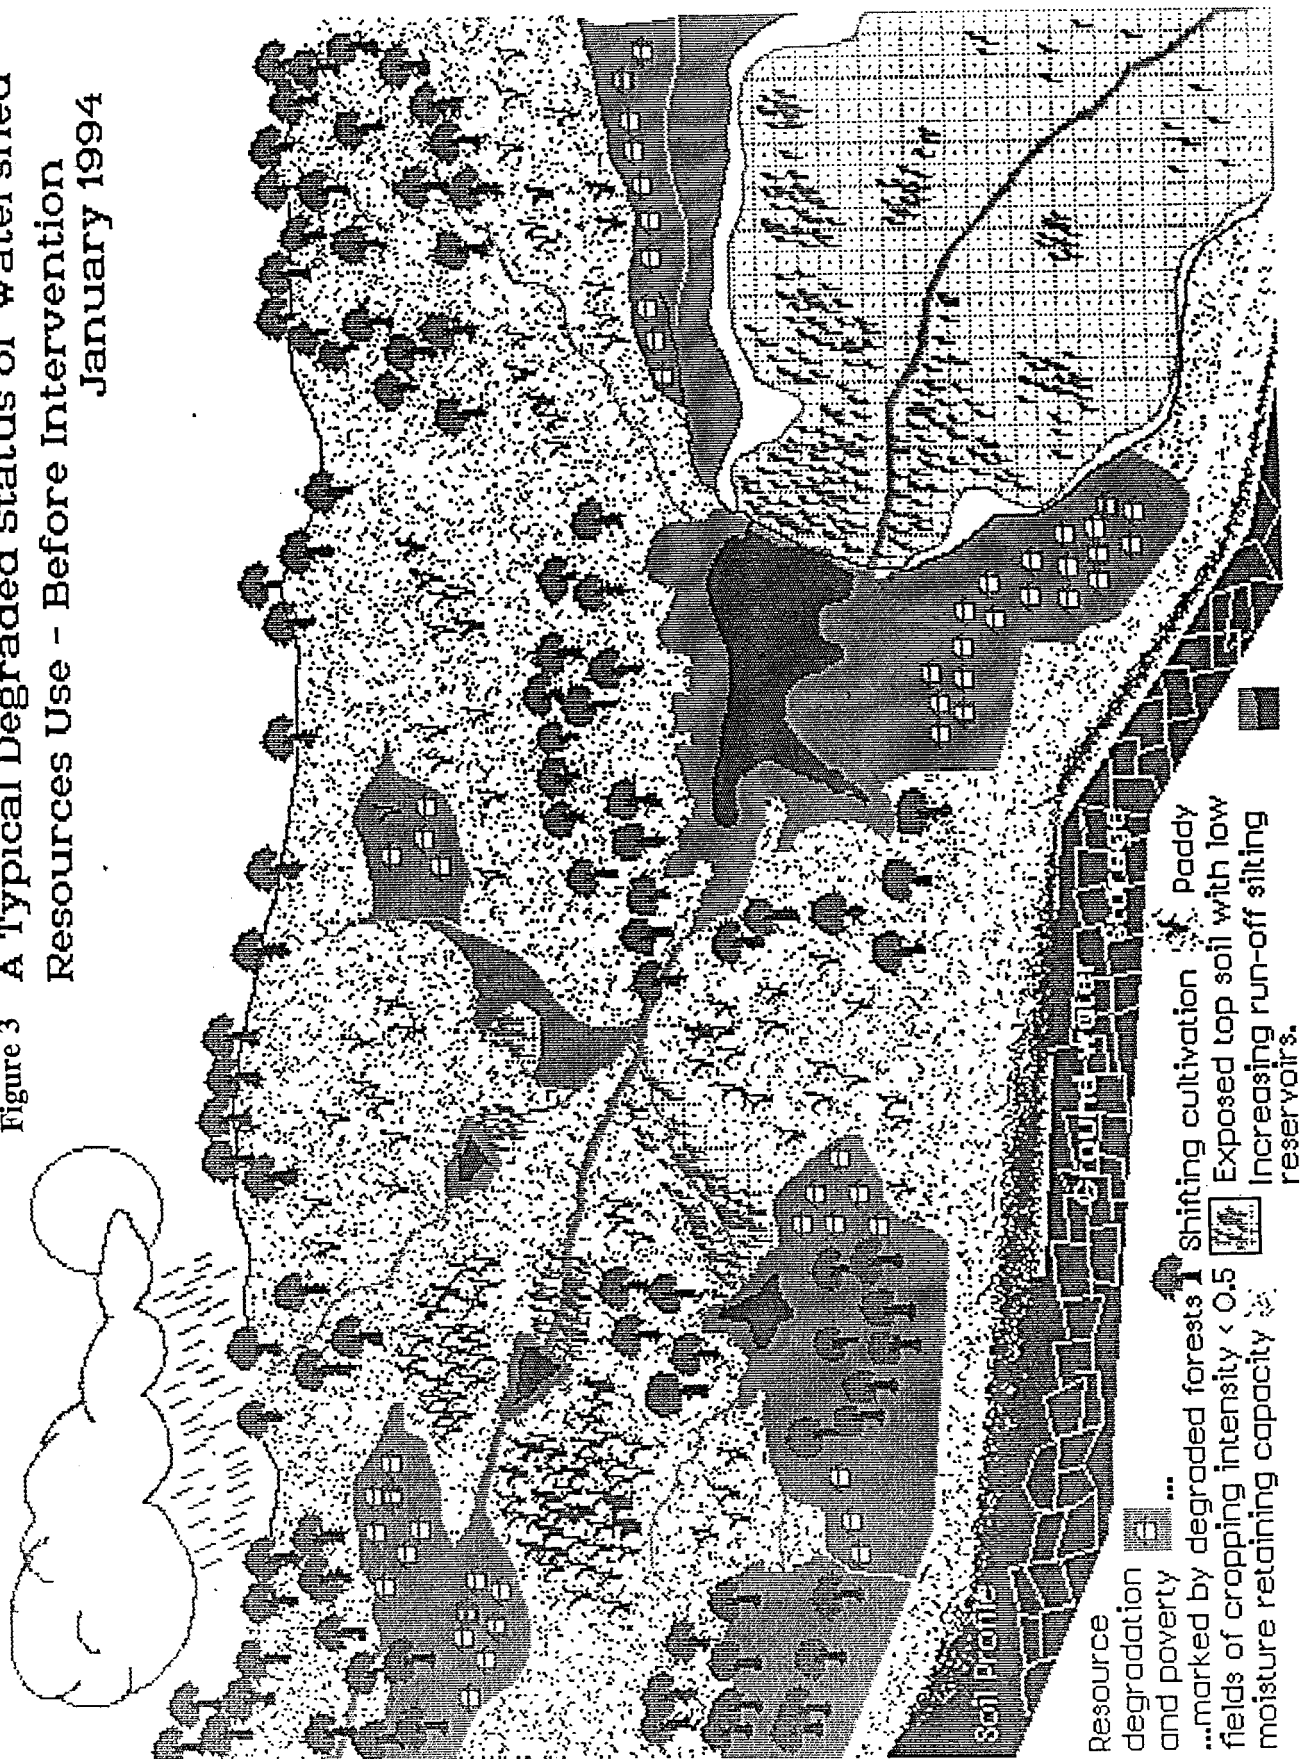 Figure 3 A Typical Degraded status of Watershed
Resources Use - Before Intervention
January 1994
Soil Profile
Ground water
Storage
Resource
degradation
and poverty ...
...marked by degraded forests Shifting cultivation Paddy
fields of cropping intensity < 0.5 Exposed top soil with low
moisture retaining capacity Increasing run-off silting
reservoirs.